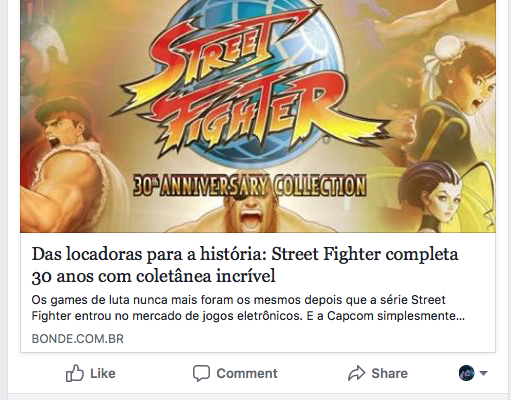 STREET
FIGHTER
30TH ANNIVERSARY COLLECTION
Das locadoras para a história: Street Fighter completa
30 anos com coletânea incrível
Os games de luta nunca mais foram os mesmos depois que a série Street
Fighter entrou no mercado de jogos eletrônicos. E a Capcom simplesmente...
BONDE.COM.BR
Like Comment Share